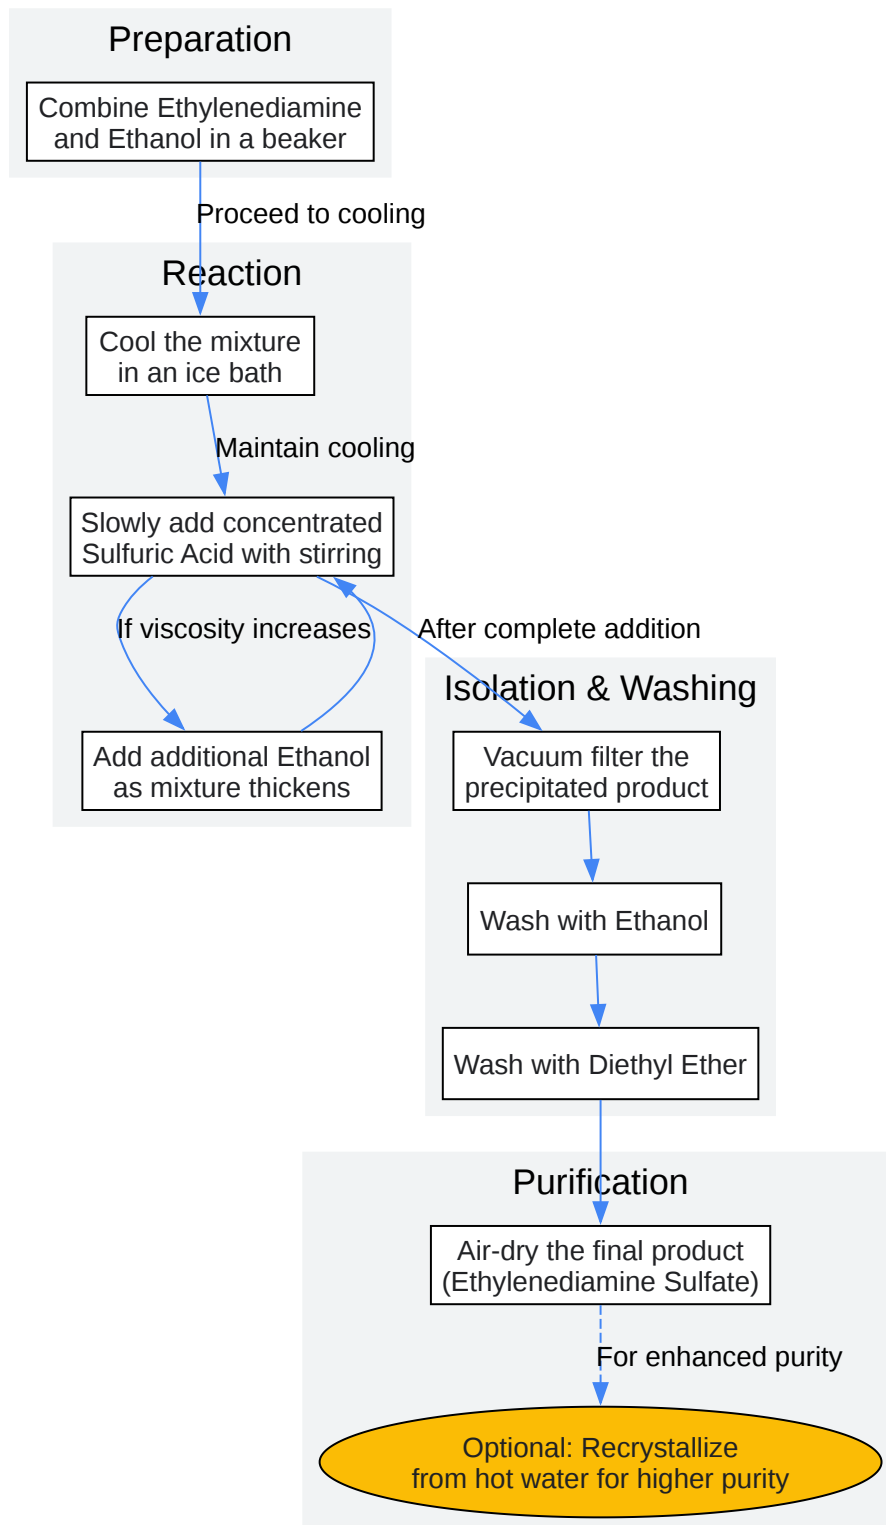 Preparation
Combine Ethylenediamine
and Ethanol in a beaker
Proceed to cooling
Reaction
Cool the mixture
in an ice bath
Maintain cooling
Slowly add concentrated
Sulfuric Acid with stirring
If viscosity increases
After complete addition
Add additional Ethanol
as mixture thickens
Isolation & Washing
Vacuum filter the
precipitated product
Wash with Ethanol
Wash with Diethyl Ether
Purification
Air-dry the final product
(Ethylenediamine Sulfate)
For enhanced purity
Optional: Recrystallize
from hot water for higher purity